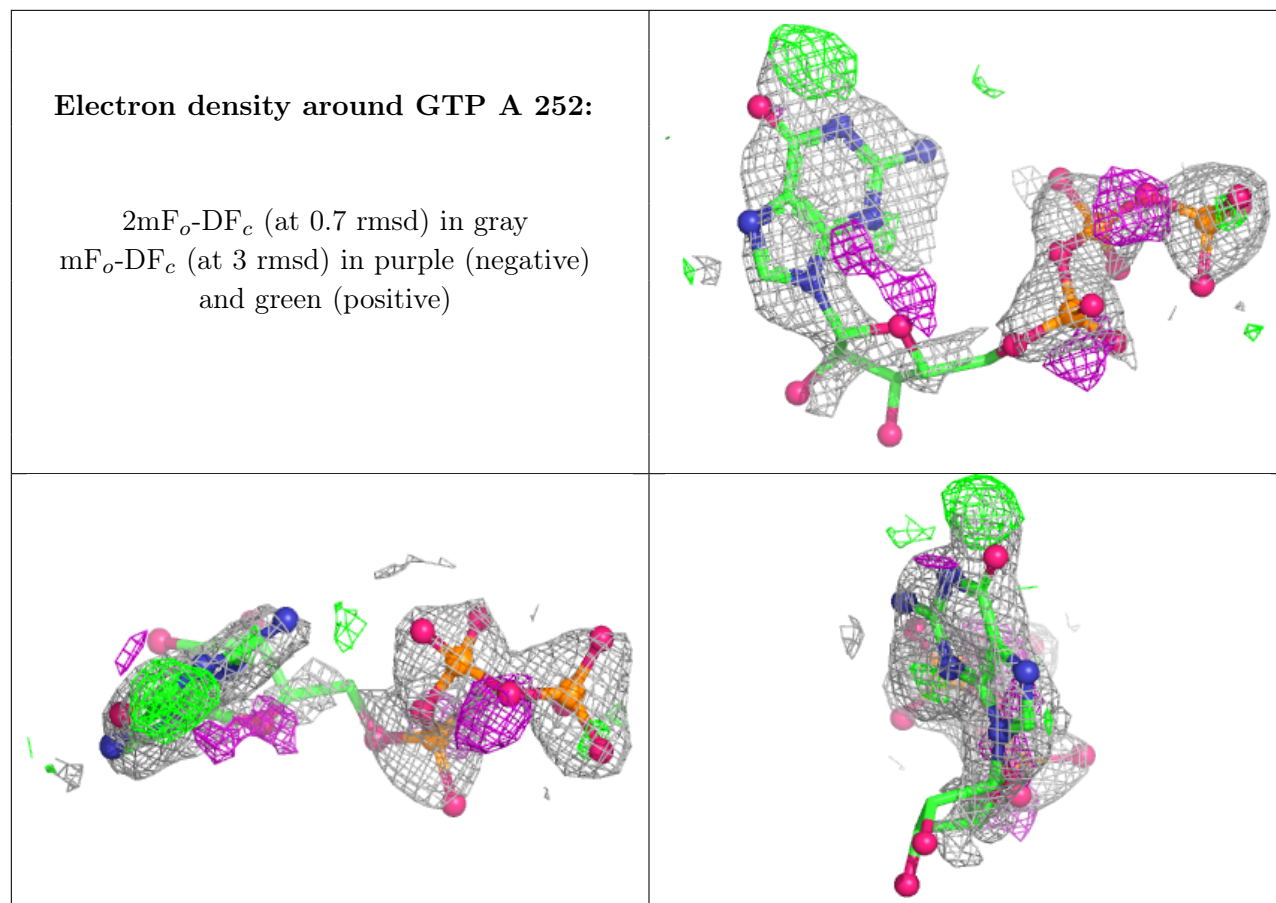 Electron density around GTP A 252:
2mFo-DFc (at 0.7 rmsd) in gray
mFo-DFc (at 3 rmsd) in purple (negative)
and green (positive)